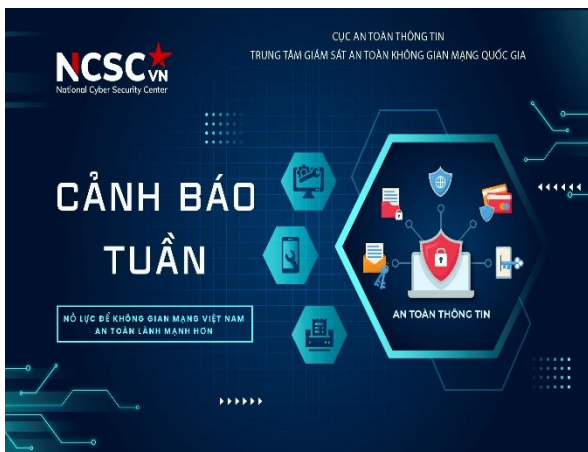 NCSC VN
National Cyber Security Center
CỤC AN TOÀN THÔNG TIN
TRUNG TÂM GIÁM SÁT AN TOÀN KHÔNG GIAN MẠNG QUỐC GIA
CẢNH BÁO
TUẦN
NỖ LỰC ĐỂ KHÔNG GIAN MẠNG VIỆT NAM
AN TOÀN LÀNH MẠNH HƠN
AN TOÀN THÔNG TIN